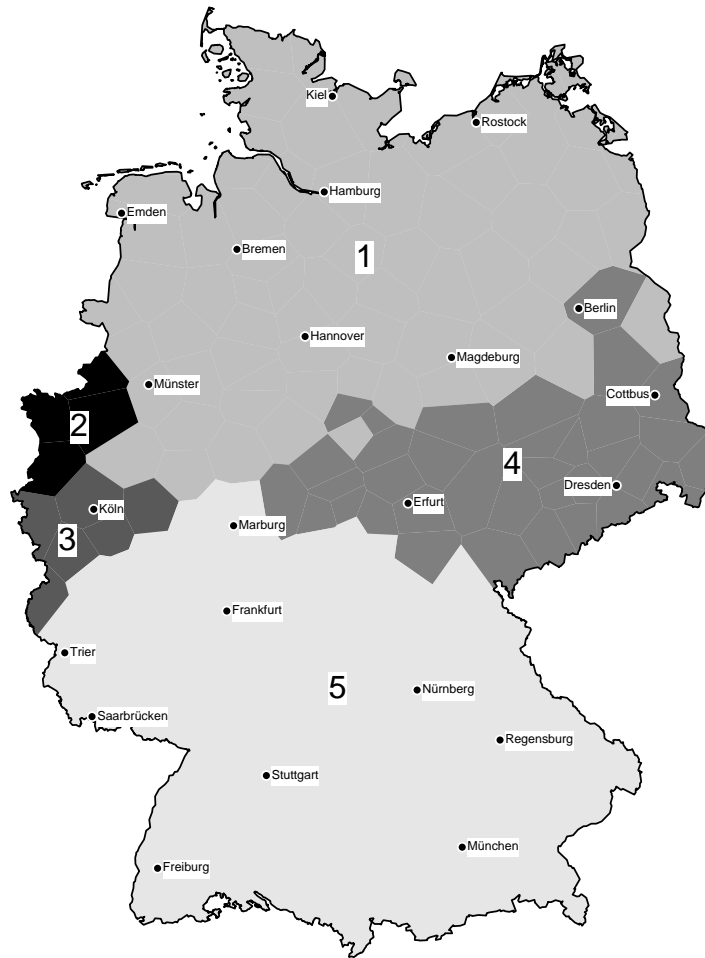 Kiel
Rostock
Hamburg
Emden
Bremen
1
Berlin
Hannover
Magdeburg
Münster
Cottbus
2
4
Dresden
Erfurt
Köln
Marburg
3
Frankfurt
Trier
5
Nürnberg
Saarbrücken
Regensburg
Stuttgart
München
Freiburg